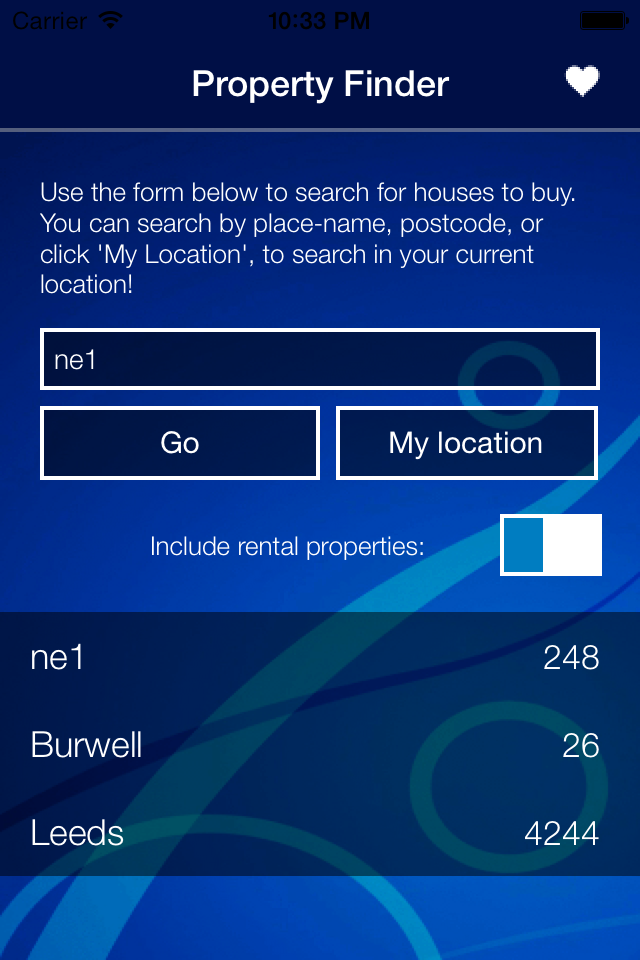 Carrier 10:33 PM
Property Finder
Use the form below to search for houses to buy.
You can search by place-name, postcode, or
click 'My Location', to search in your current
location!
ne1
Go My location
Include rental properties:
ne1 248
Burwell 26
Leeds 4244